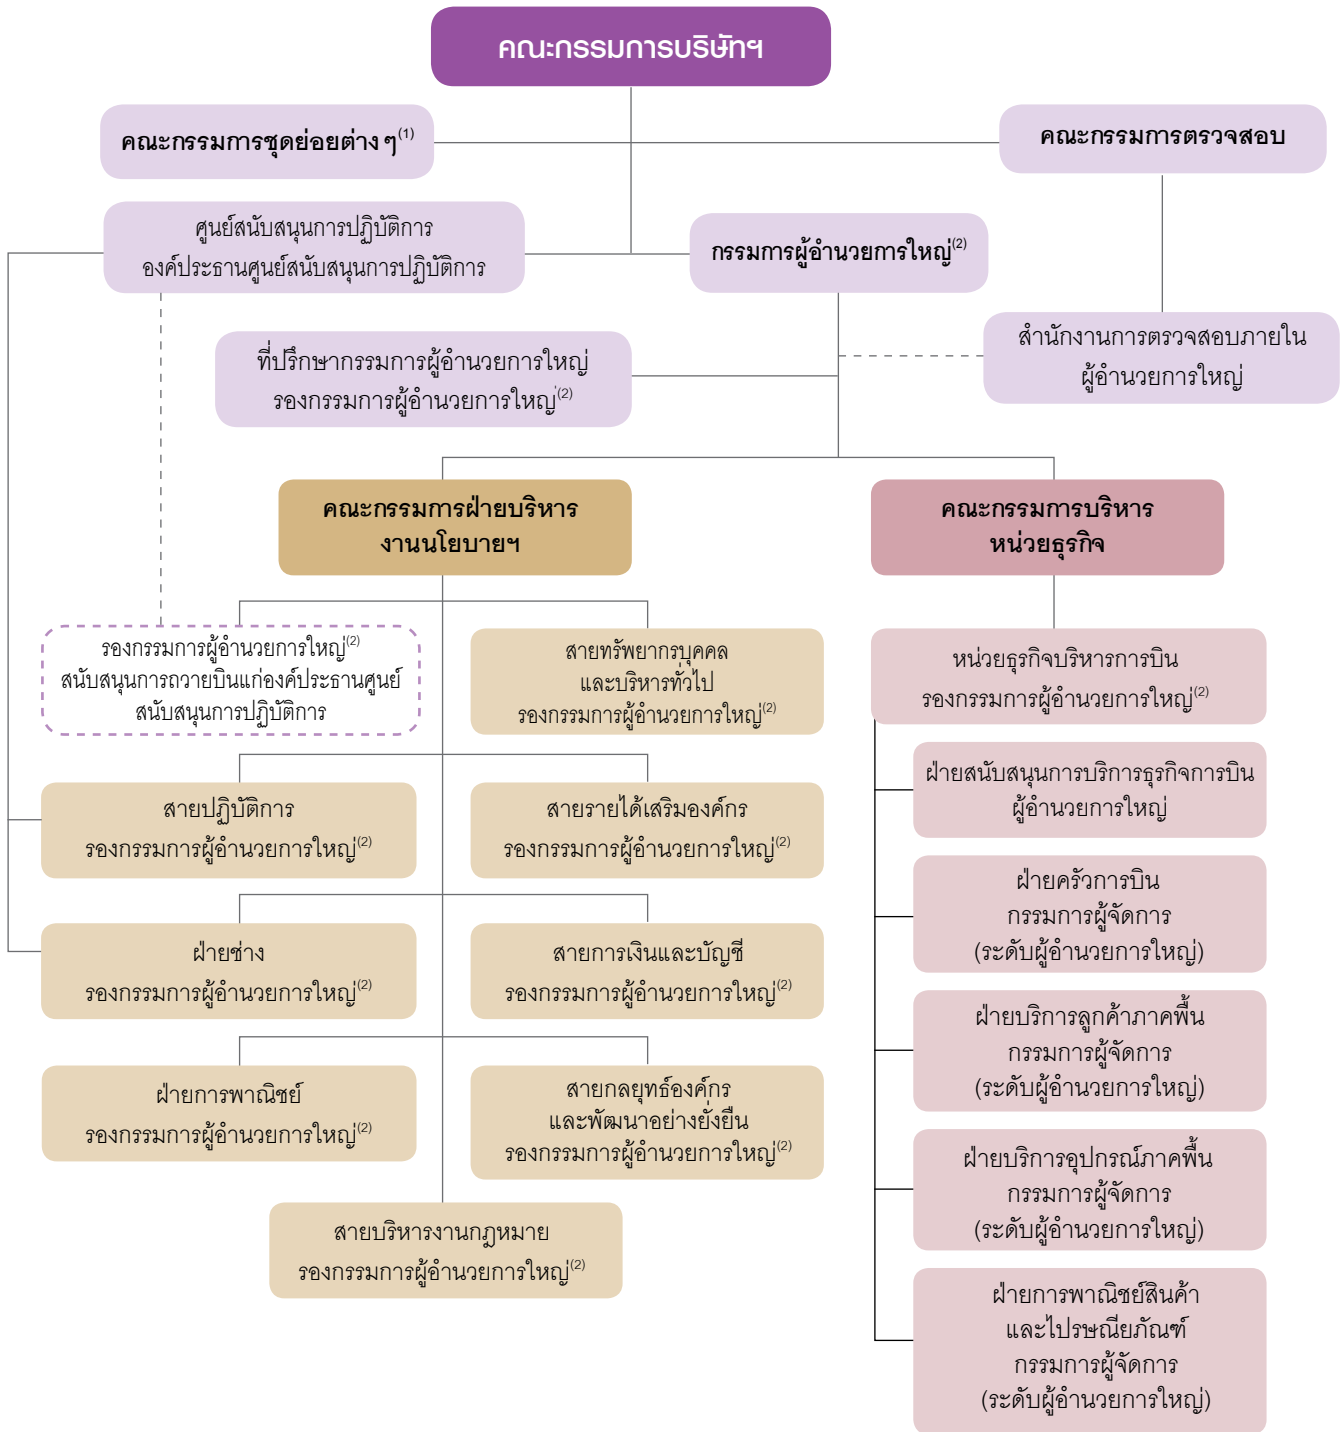 คณะกรรมการบริษัทฯ
คณะกรรมการชุดย่อยต่าง ๆ(1)
คณะกรรมการตรวจสอบ
ศูนย์สนับสนุนการปฏิบัติการ
องค์ประธานศูนย์สนับสนุนการปฏิบัติการ
กรรมการผู้อำนวยการใหญ่(2)
ที่ปรึกษากรรมการผู้อำนวยการใหญ่
รองกรรมการผู้อำนวยการใหญ่(2)
สำนักงานการตรวจสอบภายใน
ผู้อำนวยการใหญ่
คณะกรรมการฝ่ายบริหาร
งานนโยบายฯ
คณะกรรมการบริหาร
หน่วยธุรกิจ
รองกรรมการผู้อำนวยการใหญ่(2)
สนับสนุนการถวายบินแก่องค์ประธานศูนย์
สนับสนุนการปฏิบัติการ
สายทรัพยากรบุคคล
และบริหารทั่วไป
รองกรรมการผู้อำนวยการใหญ่(2)
สายปฏิบัติการ
รองกรรมการผู้อำนวยการใหญ่(2)
สายรายได้เสริมองค์กร
รองกรรมการผู้อำนวยการใหญ่(2)
ฝ่ายช่าง
รองกรรมการผู้อำนวยการใหญ่(2)
สายการเงินและบัญชี
รองกรรมการผู้อำนวยการใหญ่(2)
ฝ่ายการพาณิชย์
รองกรรมการผู้อำนวยการใหญ่(2)
สายกลยุทธ์องค์กร
และพัฒนาอย่างยั่งยืน
รองกรรมการผู้อำนวยการใหญ่(2)
สายบริหารงานกฎหมาย
รองกรรมการผู้อำนวยการใหญ่(2)
หน่วยธุรกิจบริหารการบิน
รองกรรมการผู้อำนวยการใหญ่(2)
ฝ่ายสนับสนุนการบริการธุรกิจการบิน
ผู้อำนวยการใหญ่
ฝ่ายครัวการบิน
กรรมการผู้จัดการ
(ระดับผู้อำนวยการใหญ่)
ฝ่ายบริการลูกค้าภาคพื้น
กรรมการผู้จัดการ
(ระดับผู้อำนวยการใหญ่)
ฝ่ายบริการอุปกรณ์ภาคพื้น
กรรมการผู้จัดการ
(ระดับผู้อำนวยการใหญ่)
ฝ่ายการพาณิชย์สินค้า
และไปรษณียภัณฑ์
กรรมการผู้จัดการ
(ระดับผู้อำนวยการใหญ่)